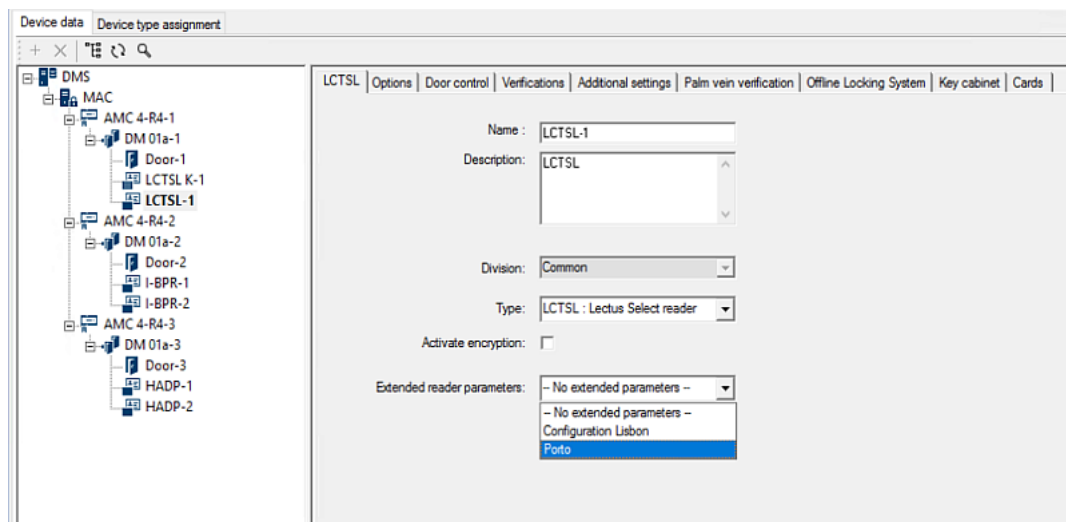 Device data Device type assignment
DMS
MAC
AMC 4-R4-1
DM 01a-1
Door-1
LCTSL K-1
LCTSL-1
AMC 4-R4-2
DM 01a-2
Door-2
I-BPR-1
I-BPR-2
AMC 4-R4-3
DM 01a-3
Door-3
HADP-1
HADP-2
LCTSL Options Door control Verifications Additional settings Palm vein verification Offline Locking System Key cabinet Cards
Name : LCTSL-1
Description: LCTSL
Division: Common
Type: LCTSL : Lectus Select reader
Activate encryption:
Extended reader parameters: -- No extended parameters --
-- No extended parameters --
Configuration Lisbon
Porto